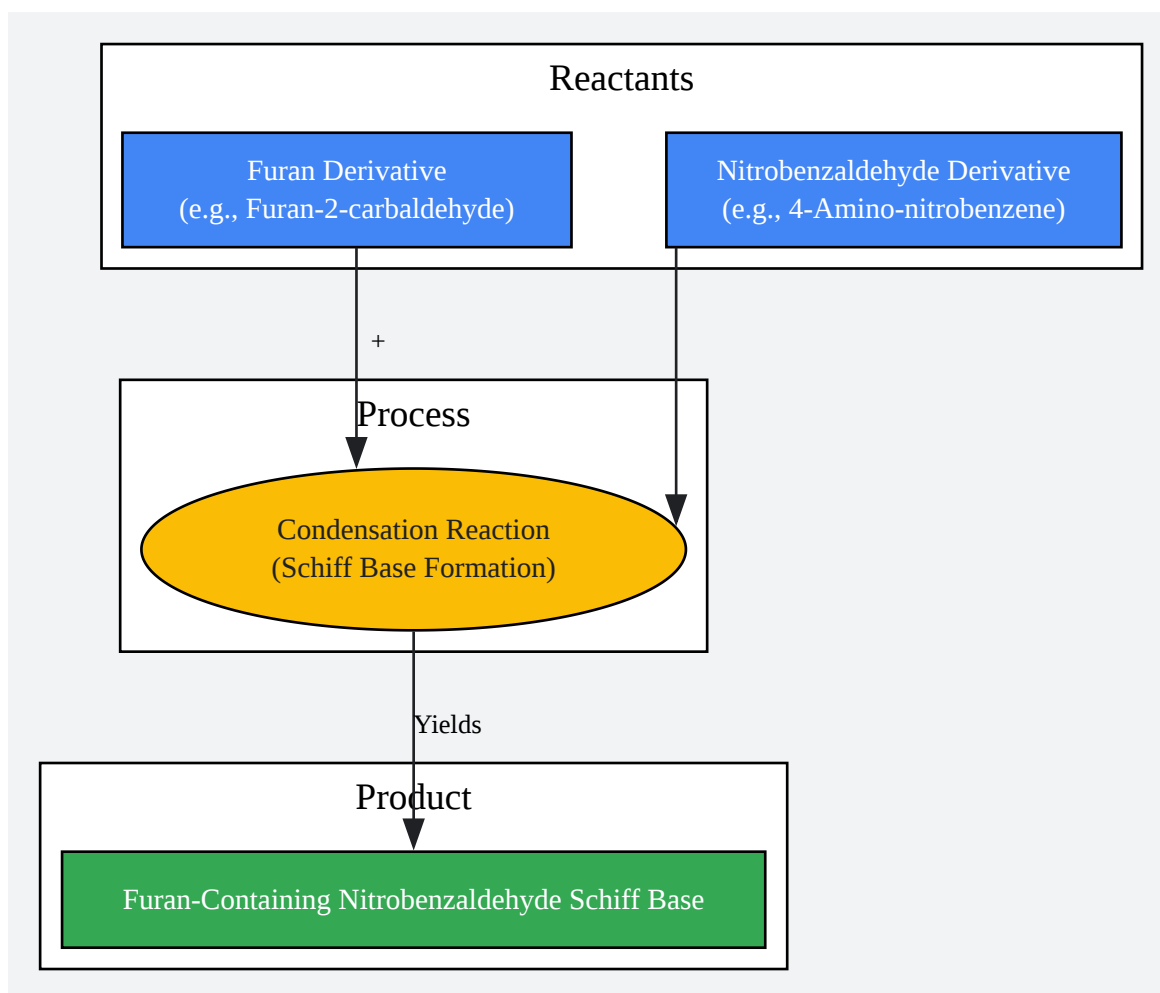 Reactants
Furan Derivative
(e.g., Furan-2-carbaldehyde)
Nitrobenzaldehyde Derivative
(e.g., 4-Amino-nitrobenzene)
+
Process
Condensation Reaction
(Schiff Base Formation)
Yields
Product
Furan-Containing Nitrobenzaldehyde Schiff Base